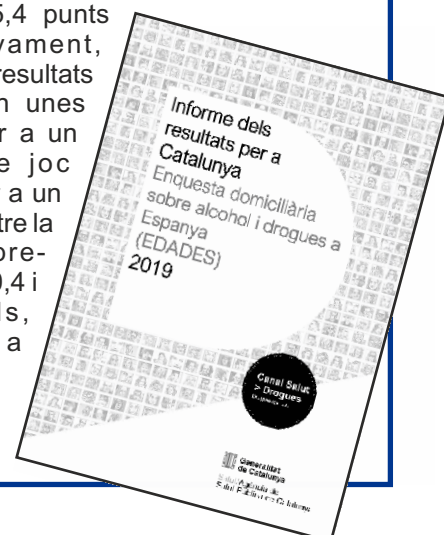 5,4 punts
vament,
resultats
unes
r a un
e joc
a un
tre la
pre-
0,4 i
ls,
a
Informe dels
resultats per a
Catalunya
Enquesta domiciliària
sobre alcohol i drogues a
Espanya
(EDADES)
2019
Canal Salut
> Drogues
Generalitat
de Catalunya